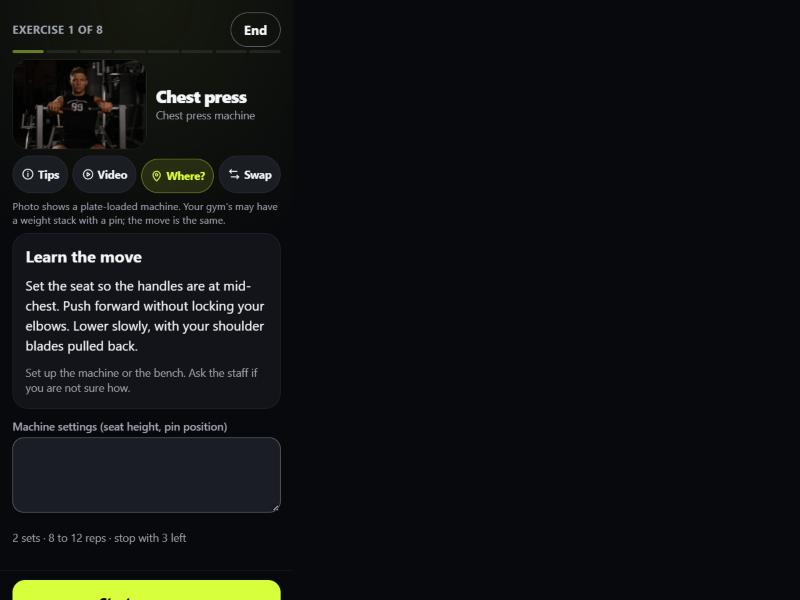 EXERCISE 1 OF 8
End
99
Chest press
Chest press machine
Tips
Video
Where?
Swap
Photo shows a plate-loaded machine. Your gym's may have
a weight stack with a pin; the move is the same.
Learn the move
Set the seat so the handles are at mid-
chest. Push forward without locking your
elbows. Lower slowly, with your shoulder
blades pulled back.
Set up the machine or the bench. Ask the staff if
you are not sure how.
Machine settings (seat height, pin position)
2 sets · 8 to 12 reps · stop with 3 left